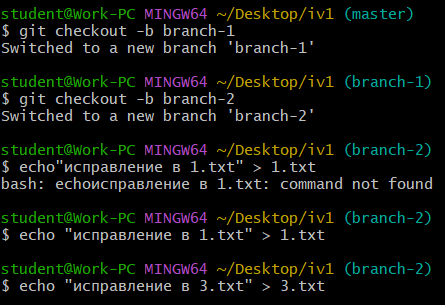 student@Work-PC MINGW64 ~/Desktop/iv1 (master)
$ git checkout -b branch-1
Switched to a new branch 'branch-1'
student@Work-PC MINGW64 ~/Desktop/iv1 (branch-1)
$ git checkout -b branch-2
Switched to a new branch 'branch-2'
student@Work-PC MINGW64 ~/Desktop/iv1 (branch-2)
$ echo"исправление в 1.txt" > 1.txt
bash: echoисправление в 1.txt: command not found
student@Work-PC MINGW64 ~/Desktop/iv1 (branch-2)
$ echo "исправление в 1.txt" > 1.txt
student@Work-PC MINGW64 ~/Desktop/iv1 (branch-2)
$ echo "исправление в 3.txt" > 3.txt